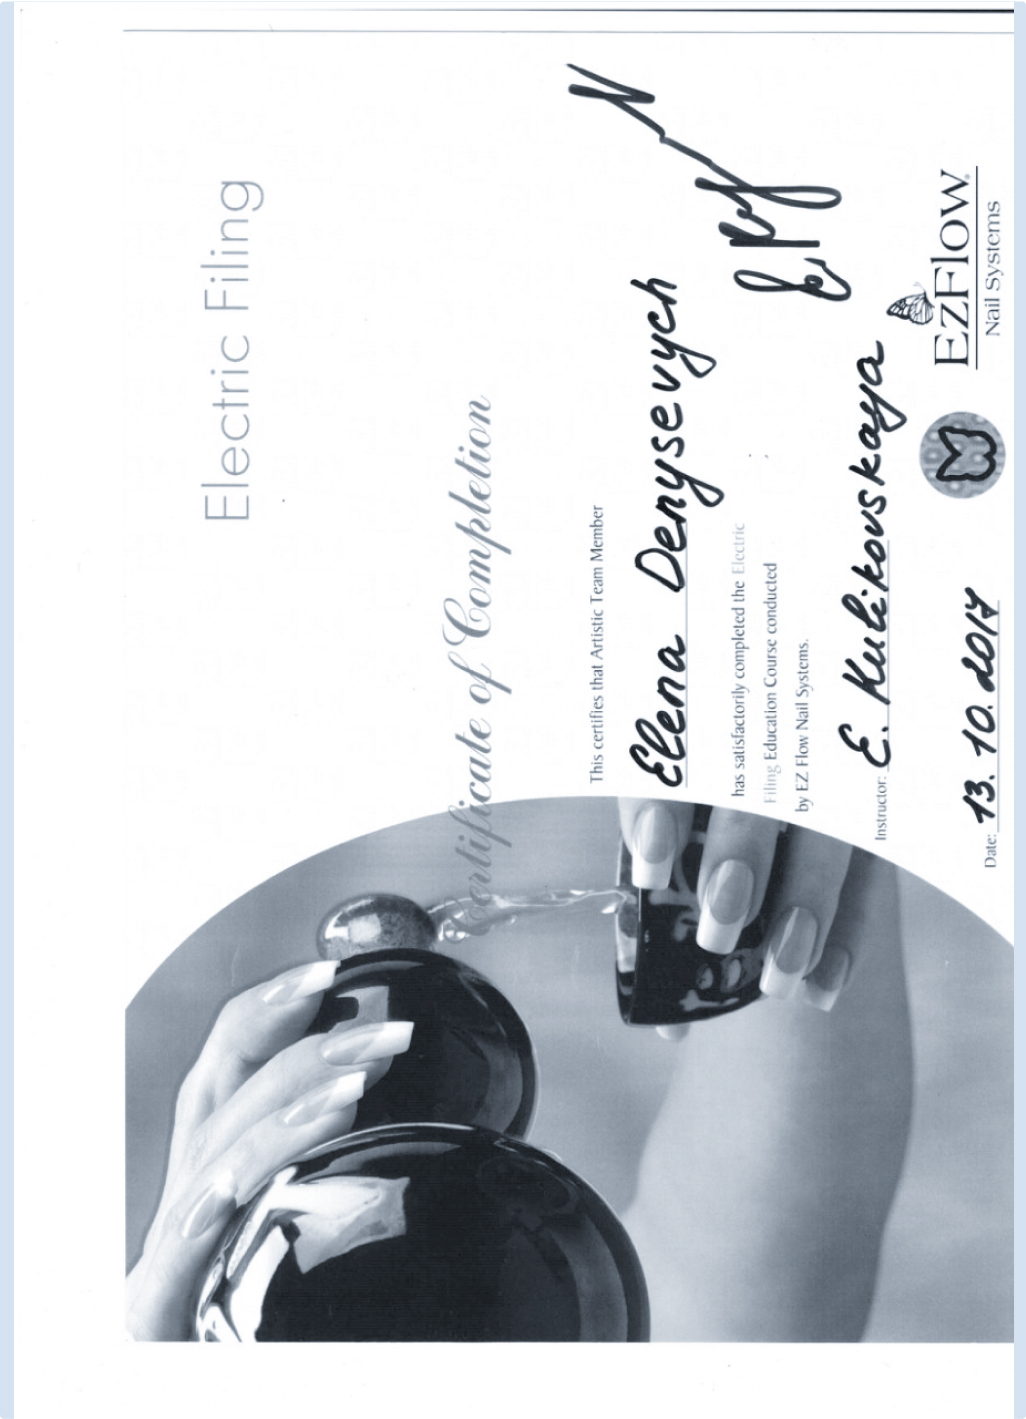 Electric Filing
Certificate of Completion
This certifies that Artistic Team Member
Elena Denysevych
has satisfactorily completed the Electric
Filing Education Course conducted
by EZ Flow Nail Systems.
Instructor: E. Kulikovskaya
Date: 13. 10. 2017
EZFLOW
Nail Systems